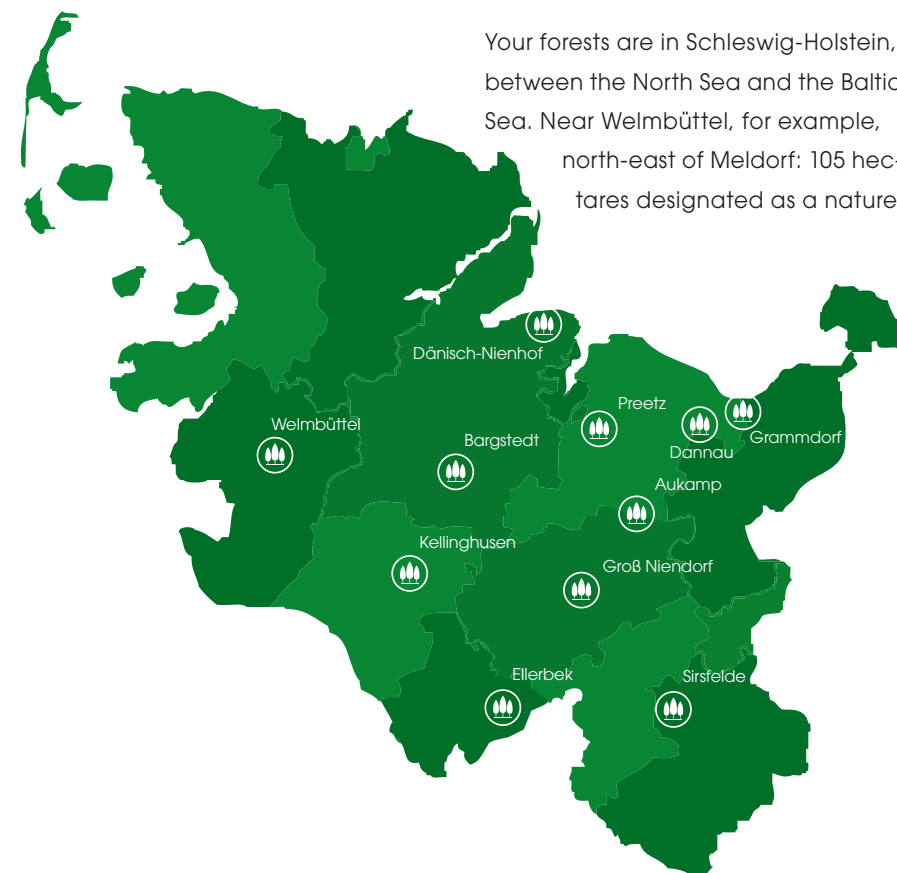 Your forests are in Schleswig-Holstein,
between the North Sea and the Baltic
Sea. Near Welmbüttel, for example,
north-east of Meldorf: 105 hec-
tares designated as a nature
Dänisch-Nienhof
Preetz
Welmbüttel
Grammdorf
Bargstedt
Dannau
Aukamp
Kellinghusen
Groß Niendorf
Ellerbek
Sirsfelde